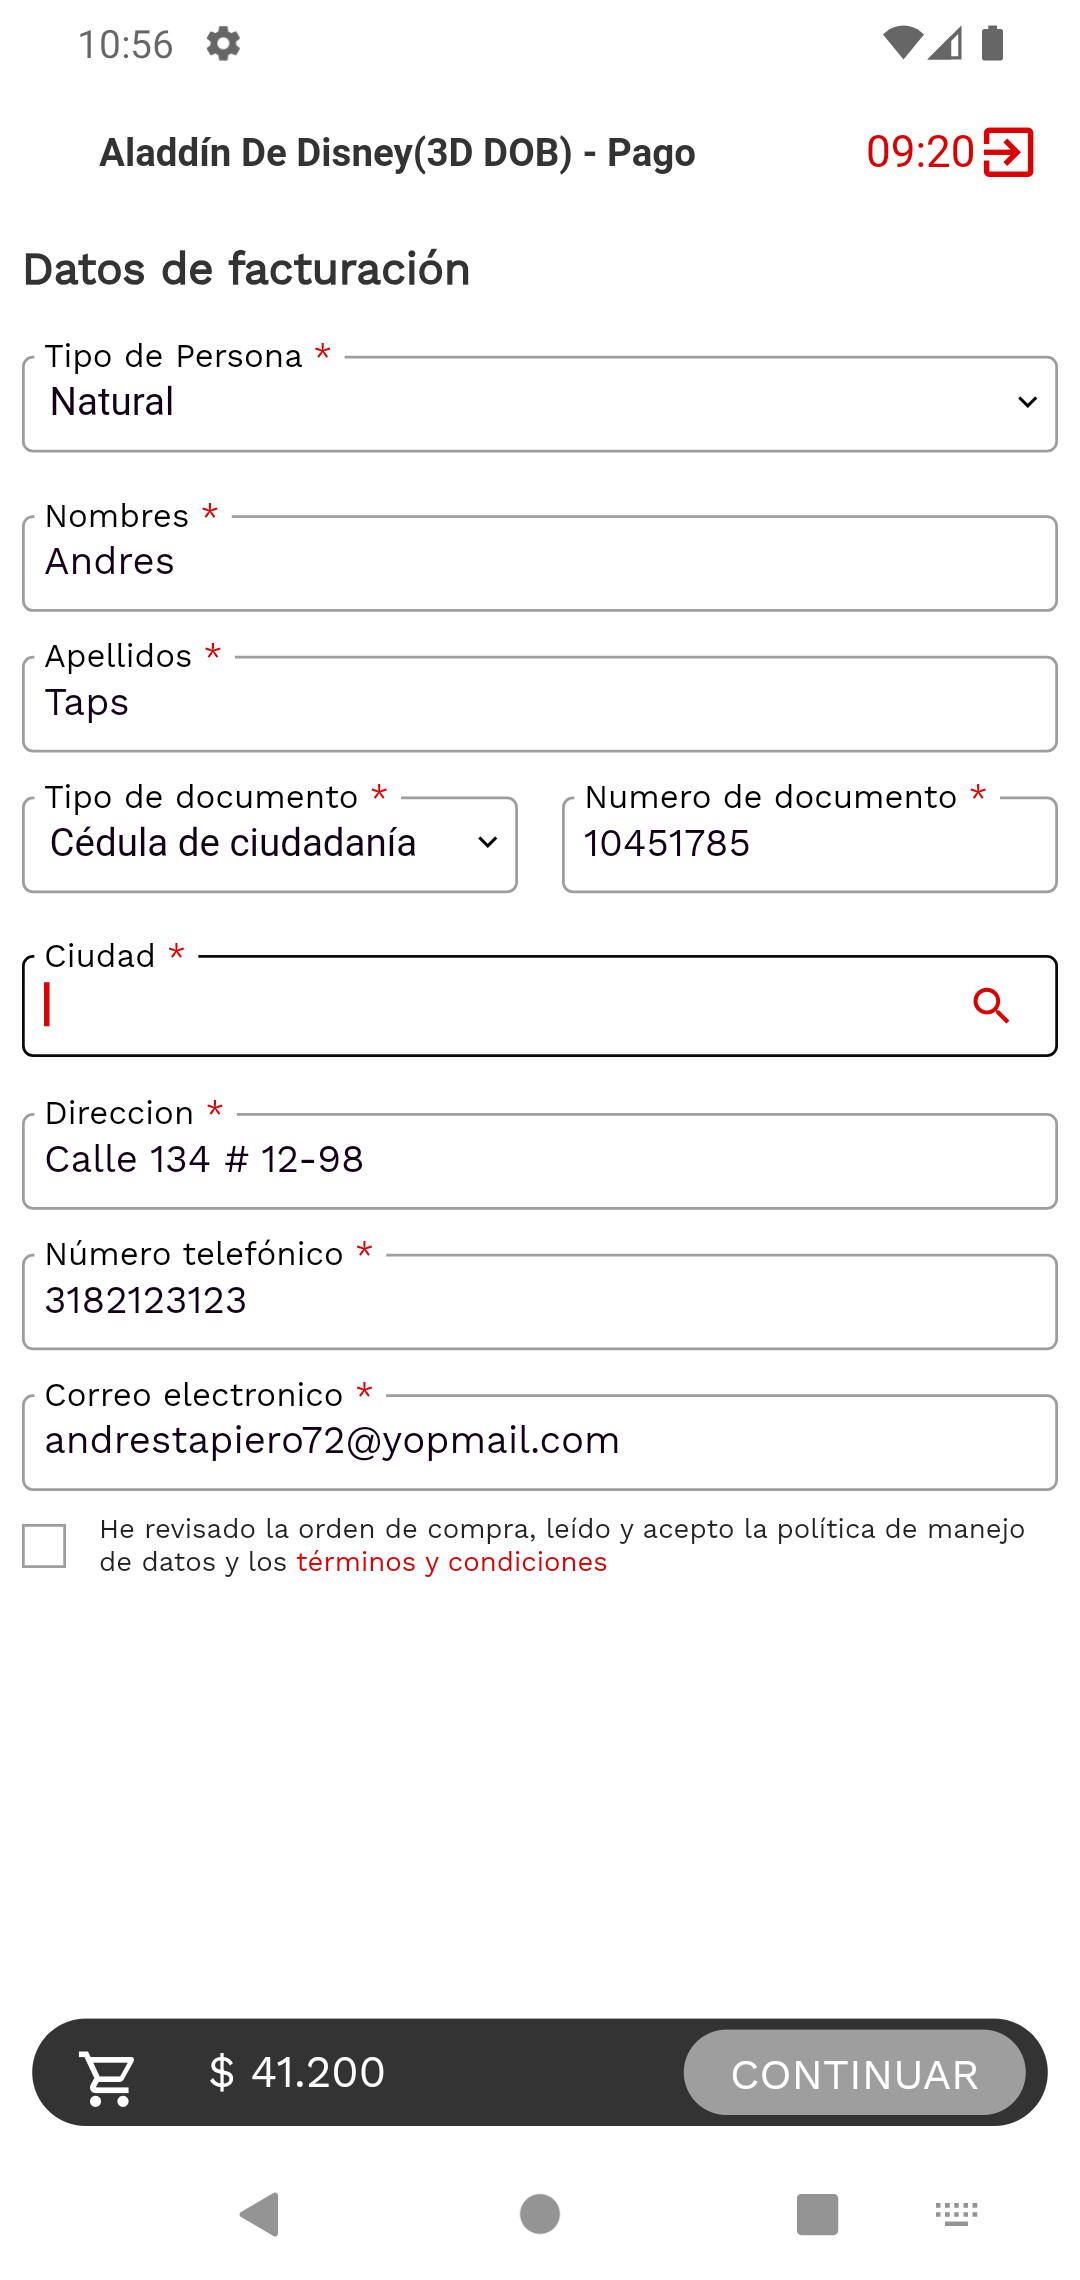 10:56
Aladdín De Disney(3D DOB) - Pago
09:20
Datos de facturación
Tipo de Persona *
Natural
Nombres *
Andres
Apellidos *
Taps
Tipo de documento *
Cédula de ciudadanía
Numero de documento *
10451785
Ciudad *
Direccion *
Calle 134 # 12-98
Número telefónico *
3182123123
Correo electronico *
andrestapiero72@yopmail.com
He revisado la orden de compra, leído y acepto la política de manejo
de datos y los términos y condiciones
$ 41.200
CONTINUAR